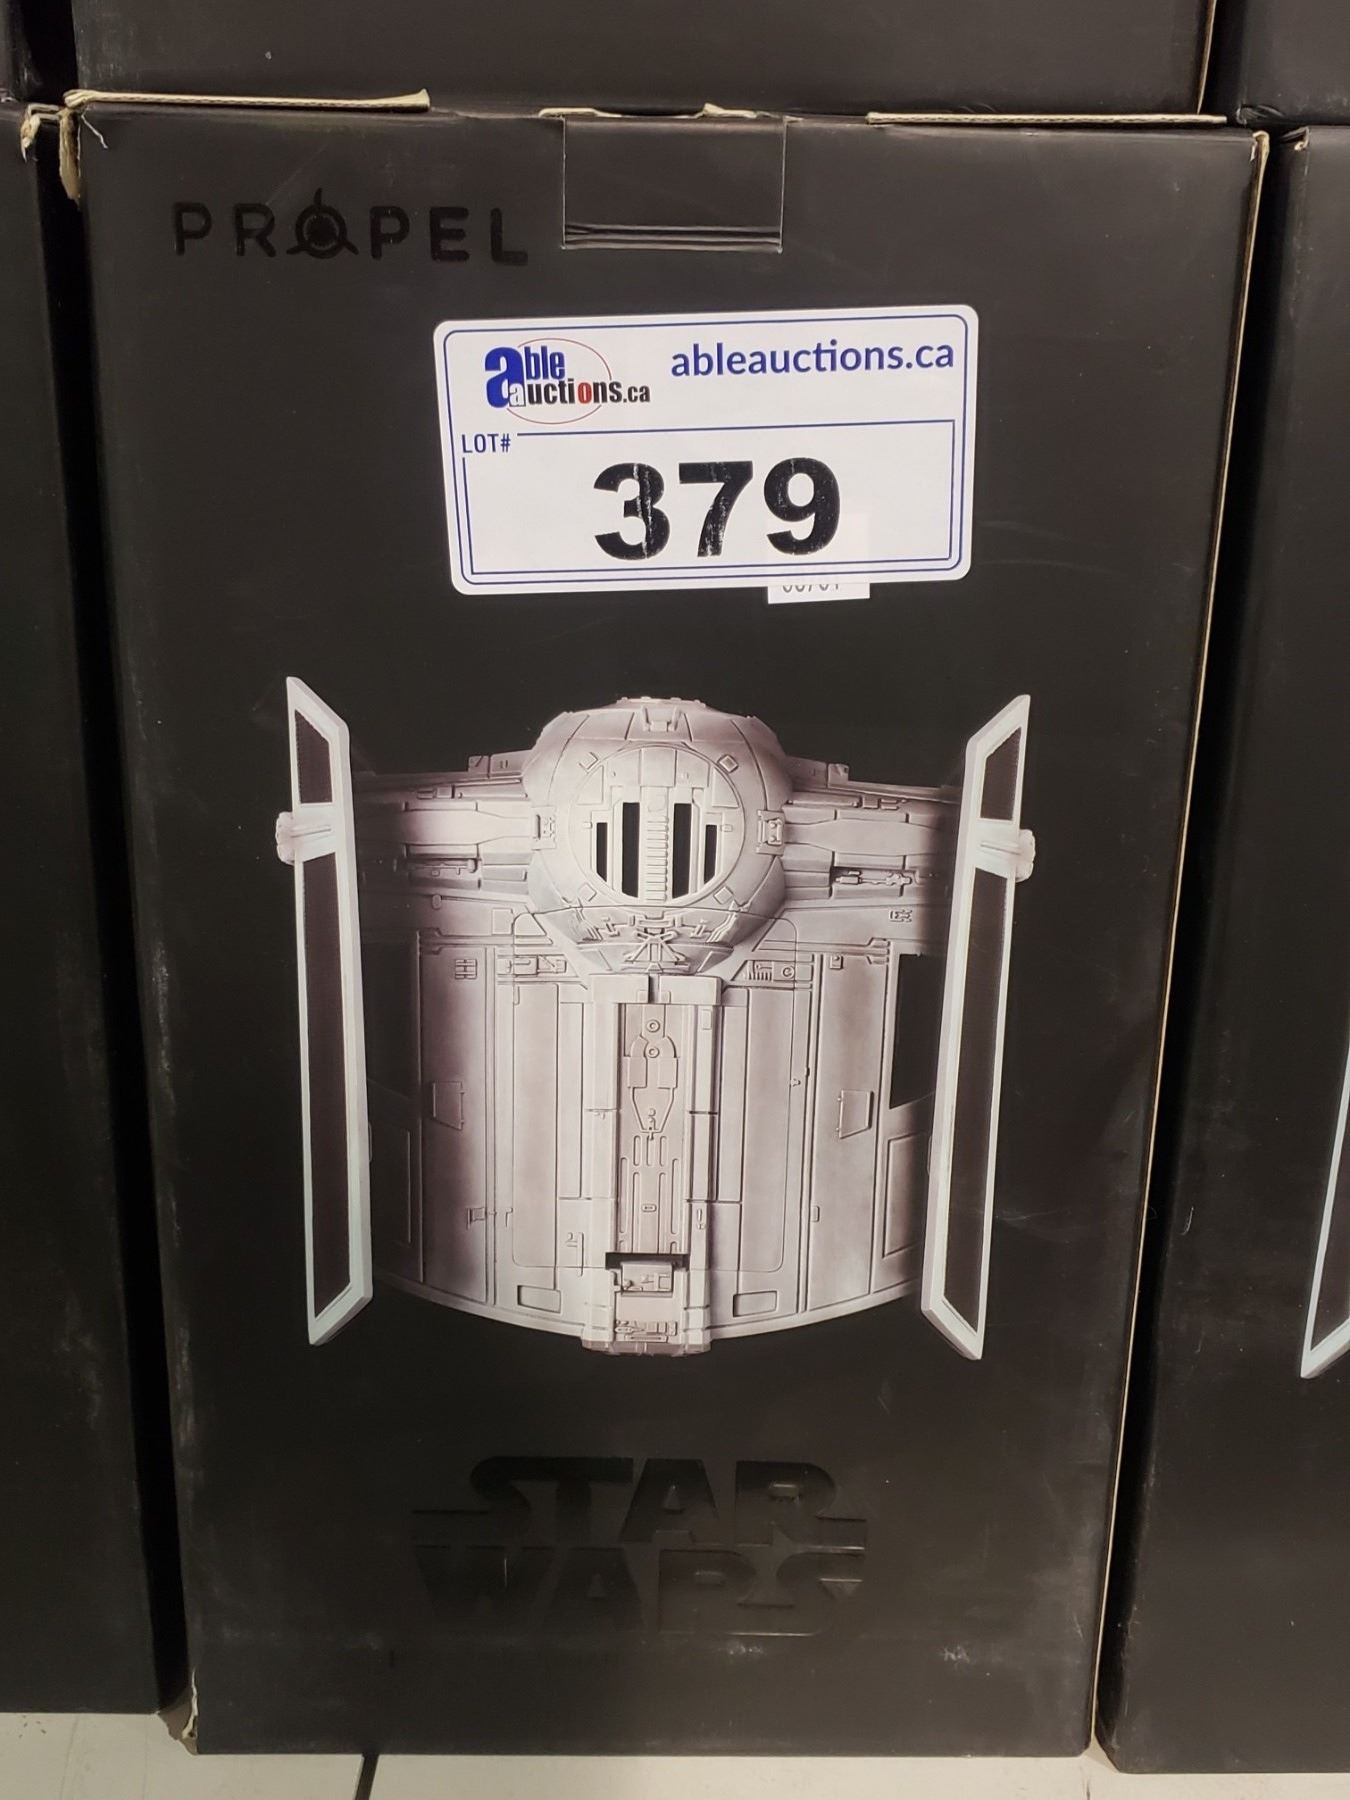 PROPEL
able auctions.ca
ableauctions.ca
LOT#
379
STAR
WARS